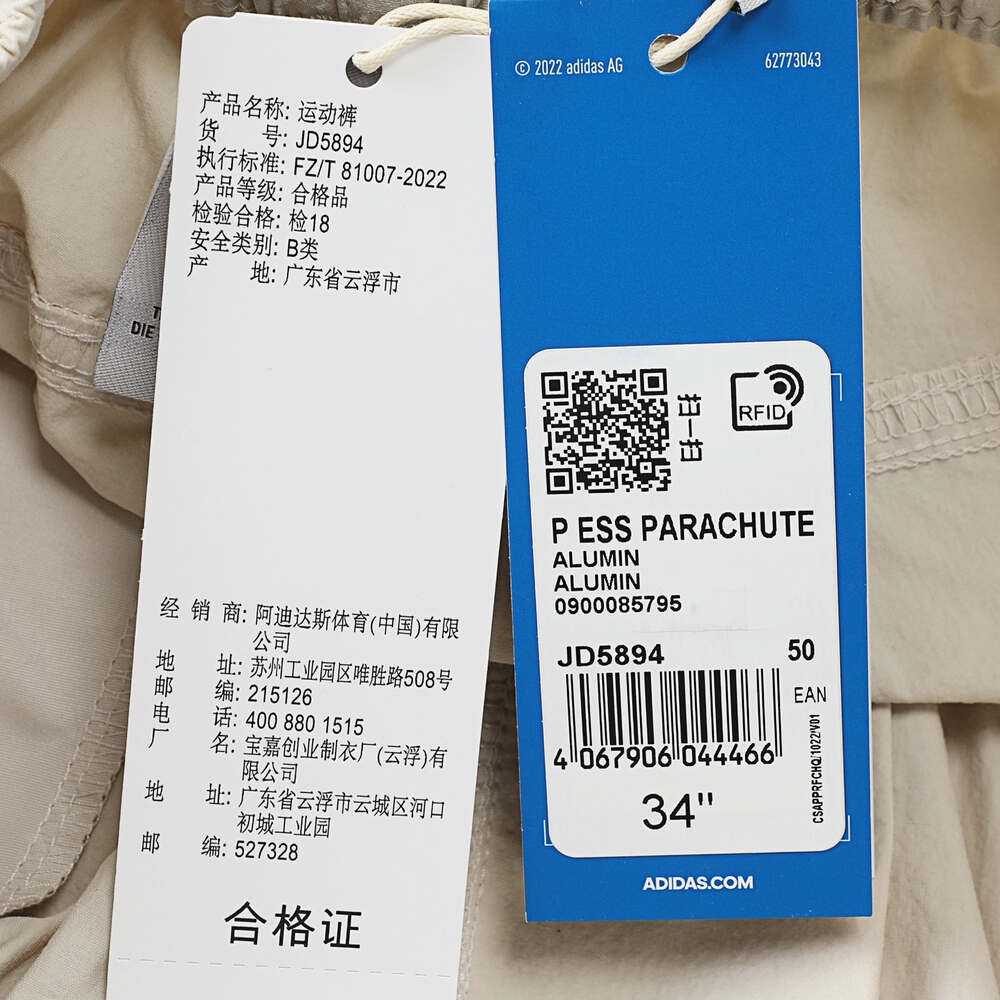 产品名称: 运动裤
货 号: JD5894
执行标准: FZ/T 81007-2022
产品等级: 合格品
检验合格: 检18
安全类别: B类
产 地: 广东省云浮市
经 销 商: 阿迪达斯体育(中国)有限
公司
地 址: 苏州工业园区唯胜路508号
邮 编: 215126
电 话: 400 880 1515
厂 名: 宝嘉创业制衣厂(云浮)有
限公司
地 址: 广东省云浮市云城区河口
初城工业园
邮 编: 527328
合格证
DIE
© 2022 adidas AG
62773043
扫一扫
RFID
P ESS PARACHUTE
ALUMIN
ALUMIN
0900085795
JD5894 50
EAN
4 067906 044466
34"
CSAPPRFCHQ/1022/V01
ADIDAS.COM